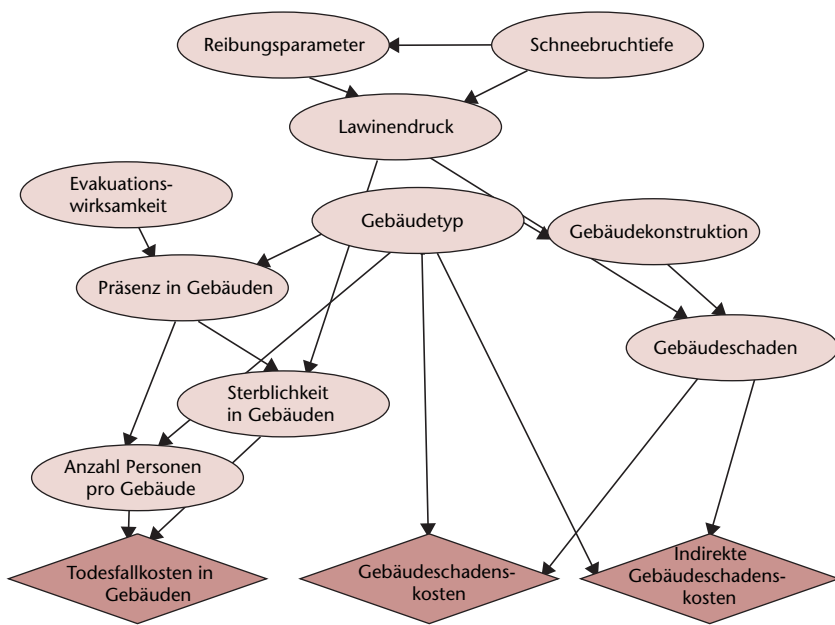 Reibungsparameter
Schneebruchtiefe
Lawinendruck
Evakuations-
wirksamkeit
Gebäudetyp
Gebäudekonstruktion
Präsenz in Gebäuden
Gebäudeschaden
Sterblichkeit
in Gebäuden
Anzahl Personen
pro Gebäude
Todesfallkosten in
Gebäuden
Gebäudeschadens-
kosten
Indirekte
Gebäudeschadens-
kosten